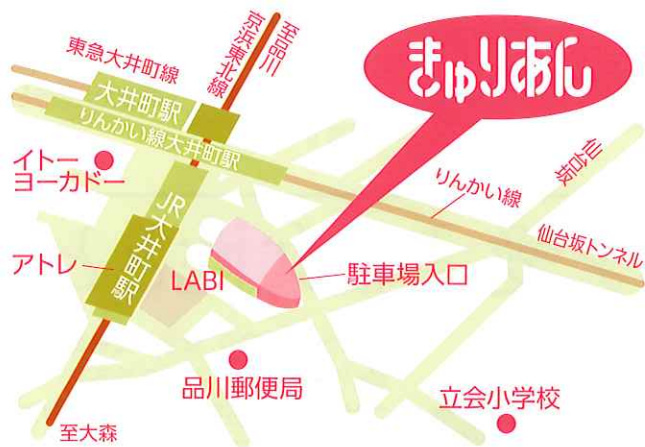 至品川
京浜東北線
東急大井町線
大井町駅
りんかい線大井町駅
きゅりあん
イトー
ヨーカドー
JR大井町駅
アトレ
LABI
駐車場入口
りんかい線
仙台坂
仙台坂トンネル
品川郵便局
立会小学校
至大森